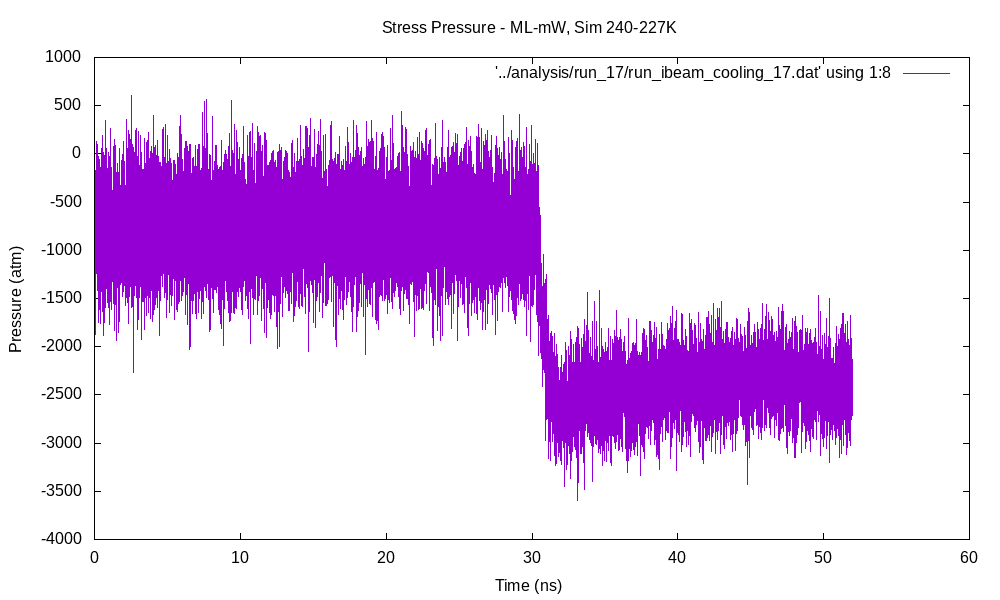 Stress Pressure - ML-mW, Sim 240-227K
'../analysis/run_17/run_ibeam_cooling_17.dat' using 1:8
1000
500
0
-500
-1000
-1500
-2000
-2500
-3000
-3500
-4000
Pressure (atm)
0 10 20 30 40 50 60
Time (ns)